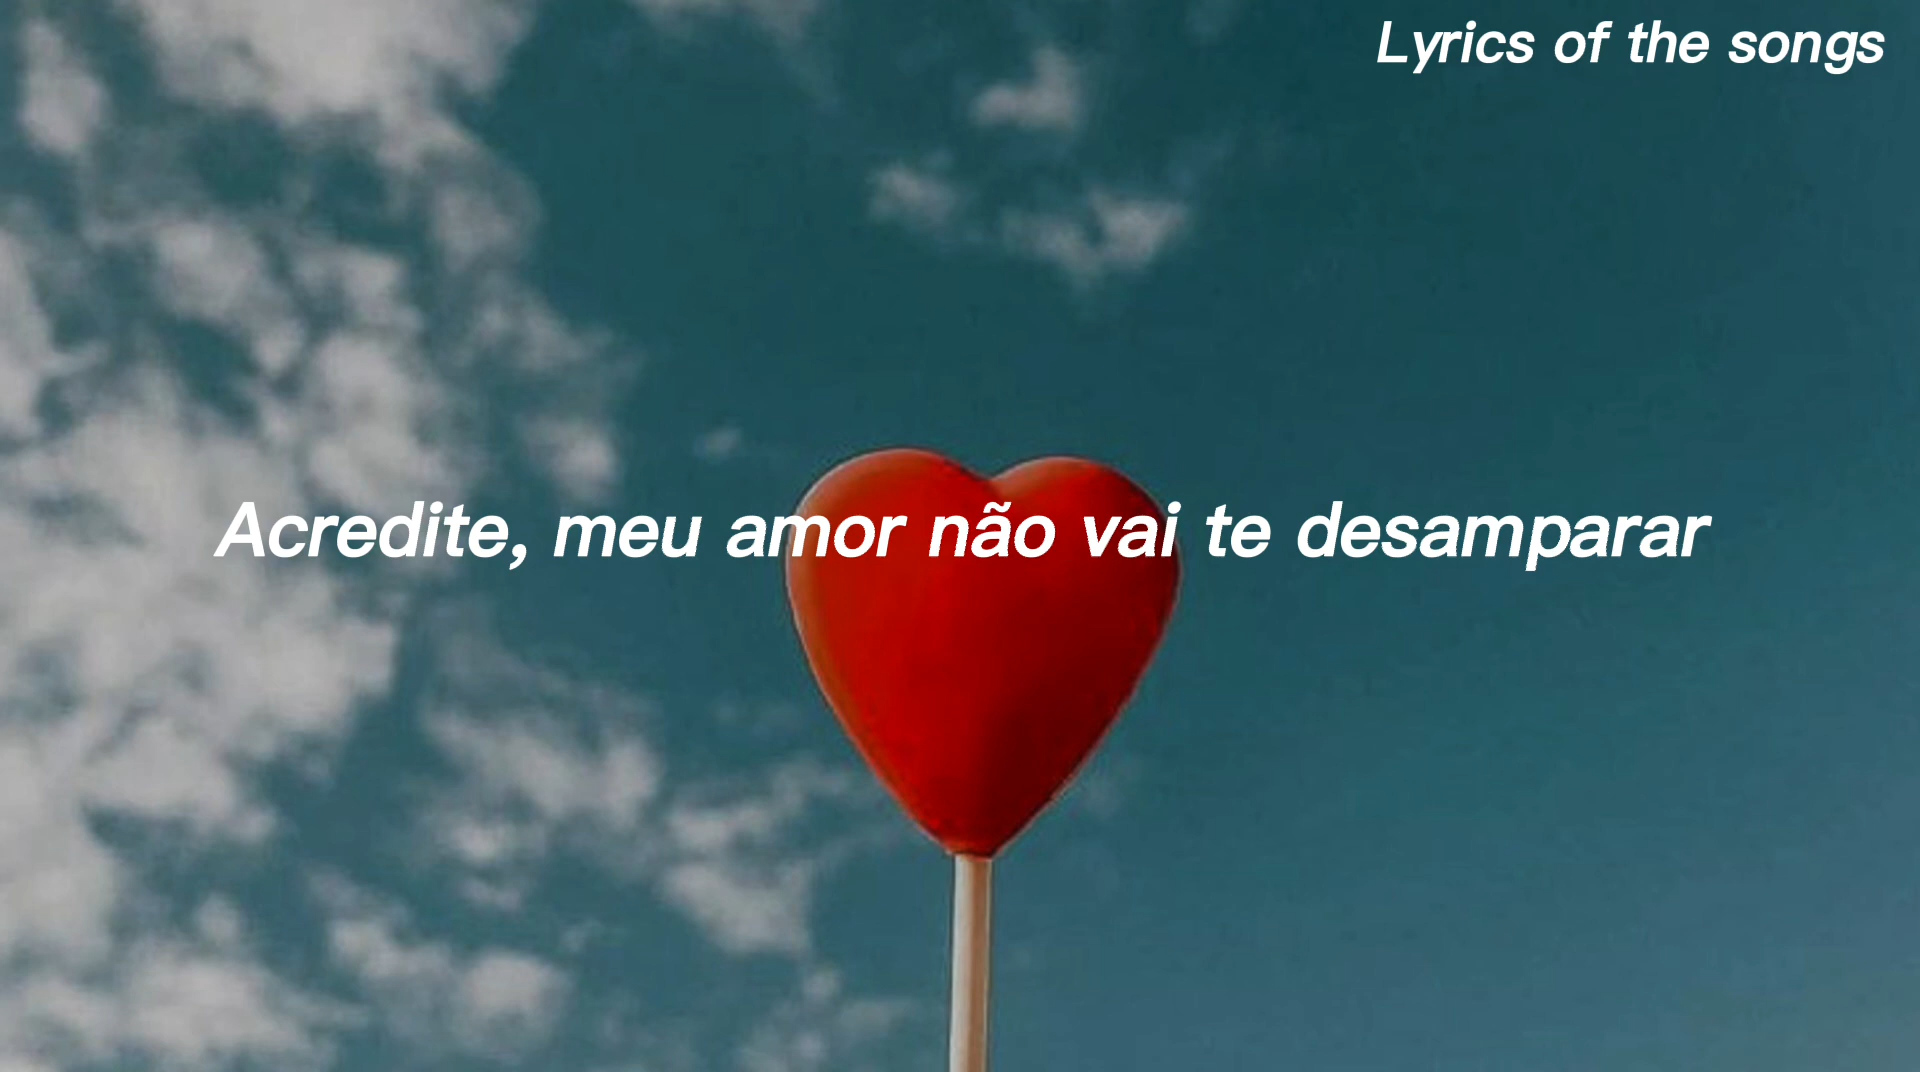 Lyrics of the songs
Acredite, meu amor não vai te desamparar